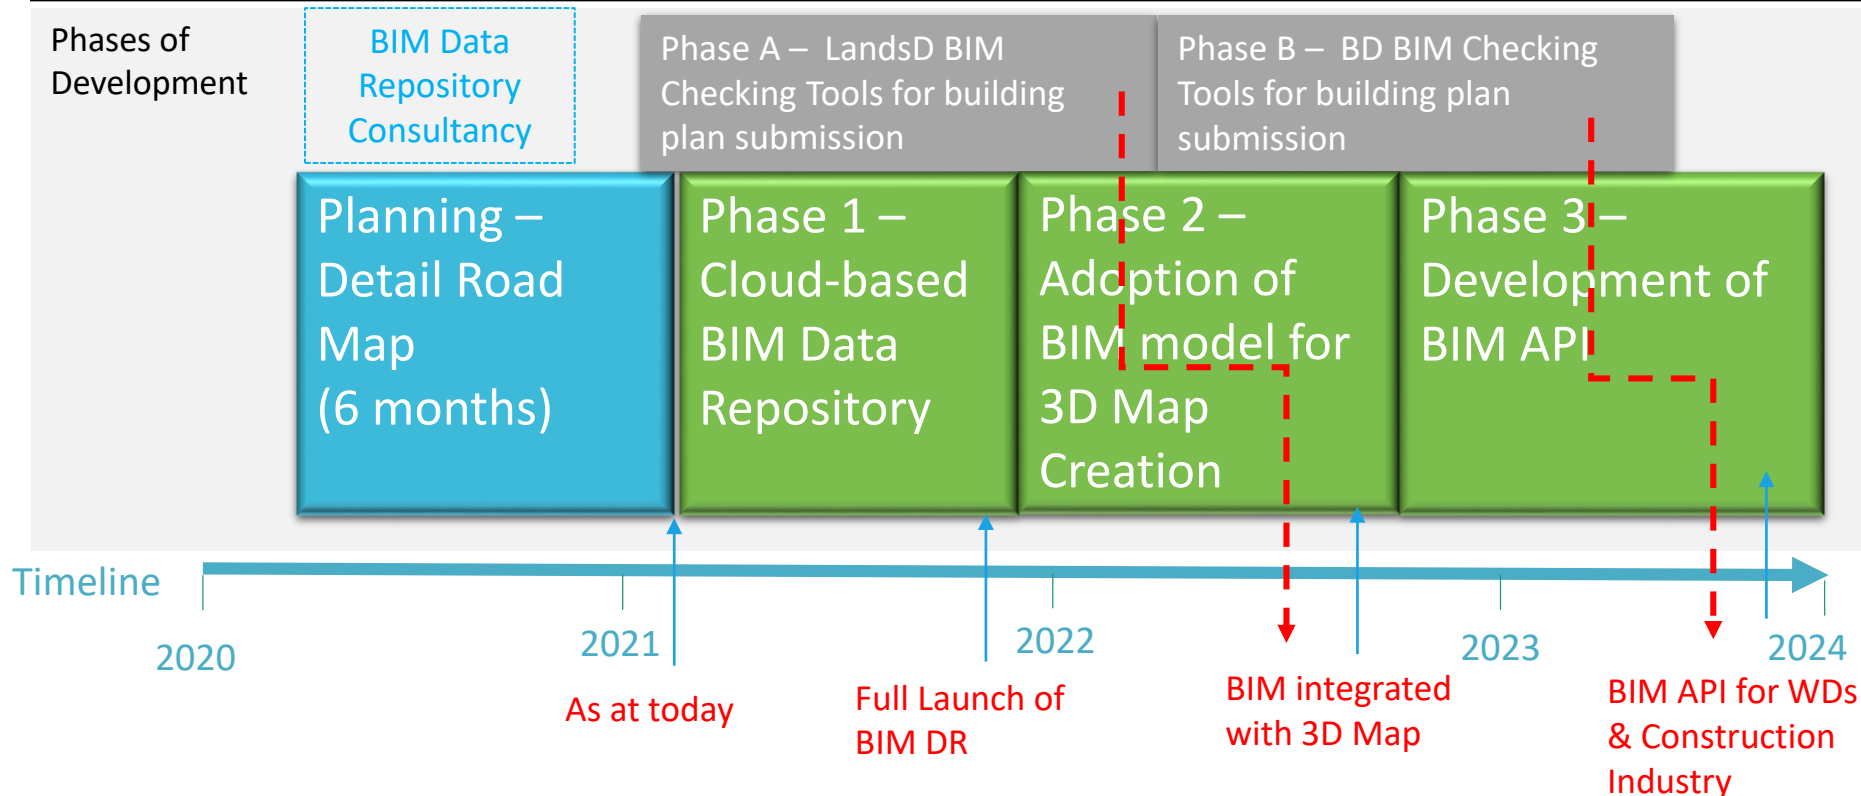 Phases of
Development
BIM Data
Repository
Consultancy
Phase A – LandsD BIM
Checking Tools for building
plan submission
Phase B – BD BIM Checking
Tools for building plan
submission
Planning –
Detail Road
Map
(6 months)
Phase 1 –
Cloud-based
BIM Data
Repository
Phase 2 –
Adoption of
BIM model for
3D Map
Creation
Phase 3 –
Development of
BIM API
Timeline
2020
2021
2022
2023
2024
As at today
Full Launch of
BIM DR
BIM integrated
with 3D Map
BIM API for WDs
& Construction
Industry